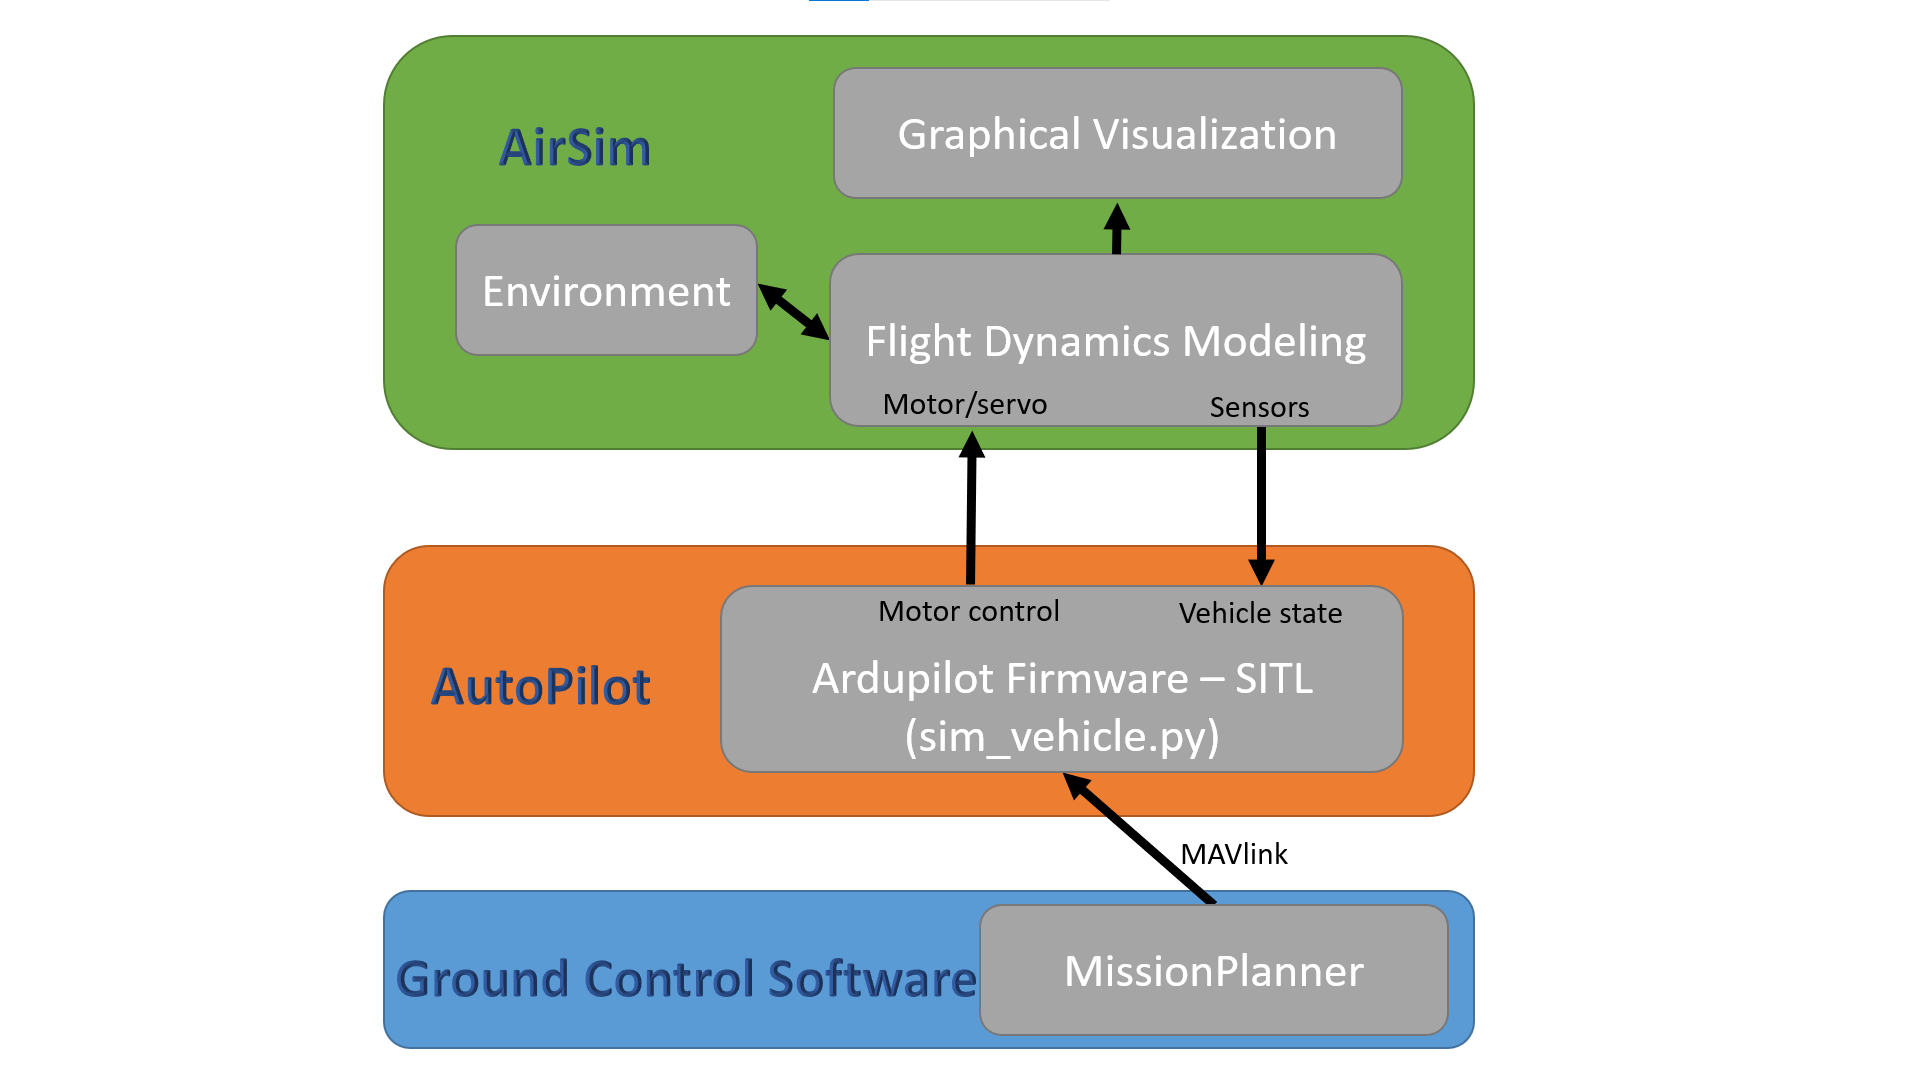 Graphical Visualization
AirSim
Environment
Flight Dynamics Modeling
Motor/servo
Sensors
Motor control
Vehicle state
Ardupilot Firmware – SITL
(sim_vehicle.py)
AutoPilot
MAVlink
Ground Control Software
MissionPlanner